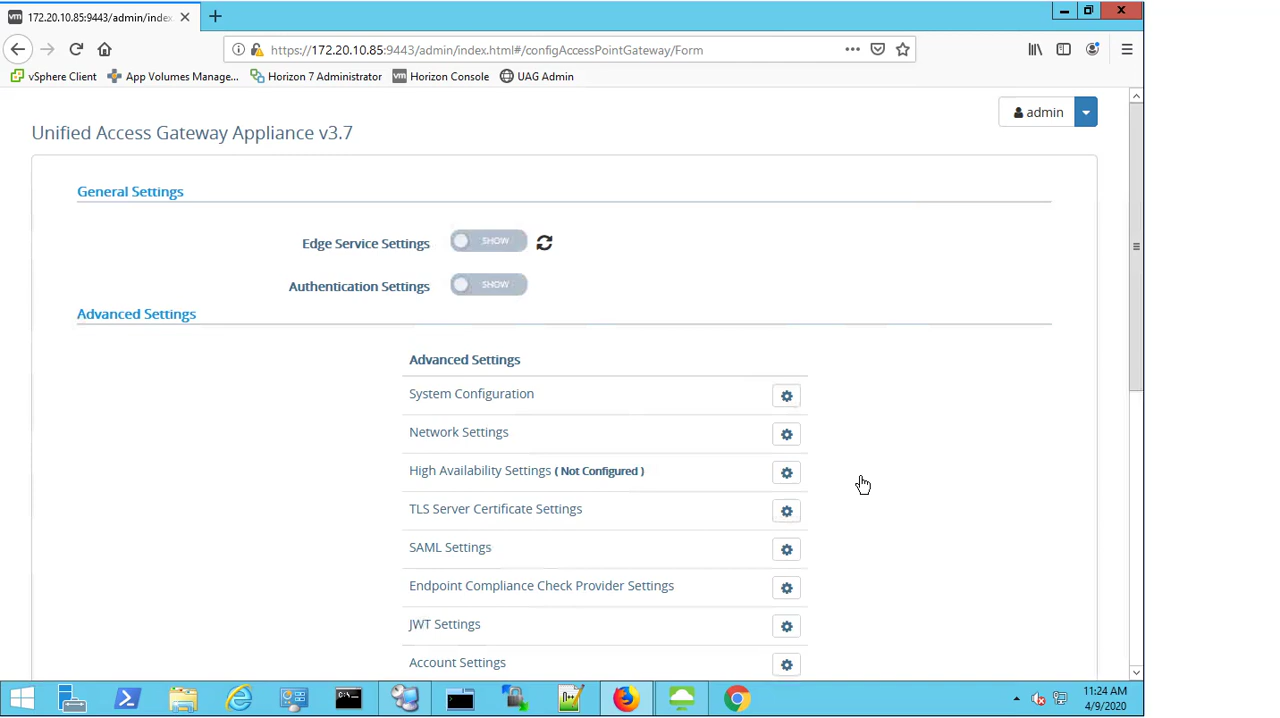 172.20.10.85:9443/admin/index
https://172.20.10.85:9443/admin/index.html#/configAccessPointGateway/Form
vSphere Client
App Volumes Manage...
Horizon 7 Administrator
vm Horizon Console
UAG Admin
admin
Unified Access Gateway Appliance v3.7
General Settings
Edge Service Settings SHOW
Authentication Settings SHOW
Advanced Settings
Advanced Settings
System Configuration
Network Settings
High Availability Settings ( Not Configured )
TLS Server Certificate Settings
SAML Settings
Endpoint Compliance Check Provider Settings
JWT Settings
Account Settings
11:24 AM
4/9/2020